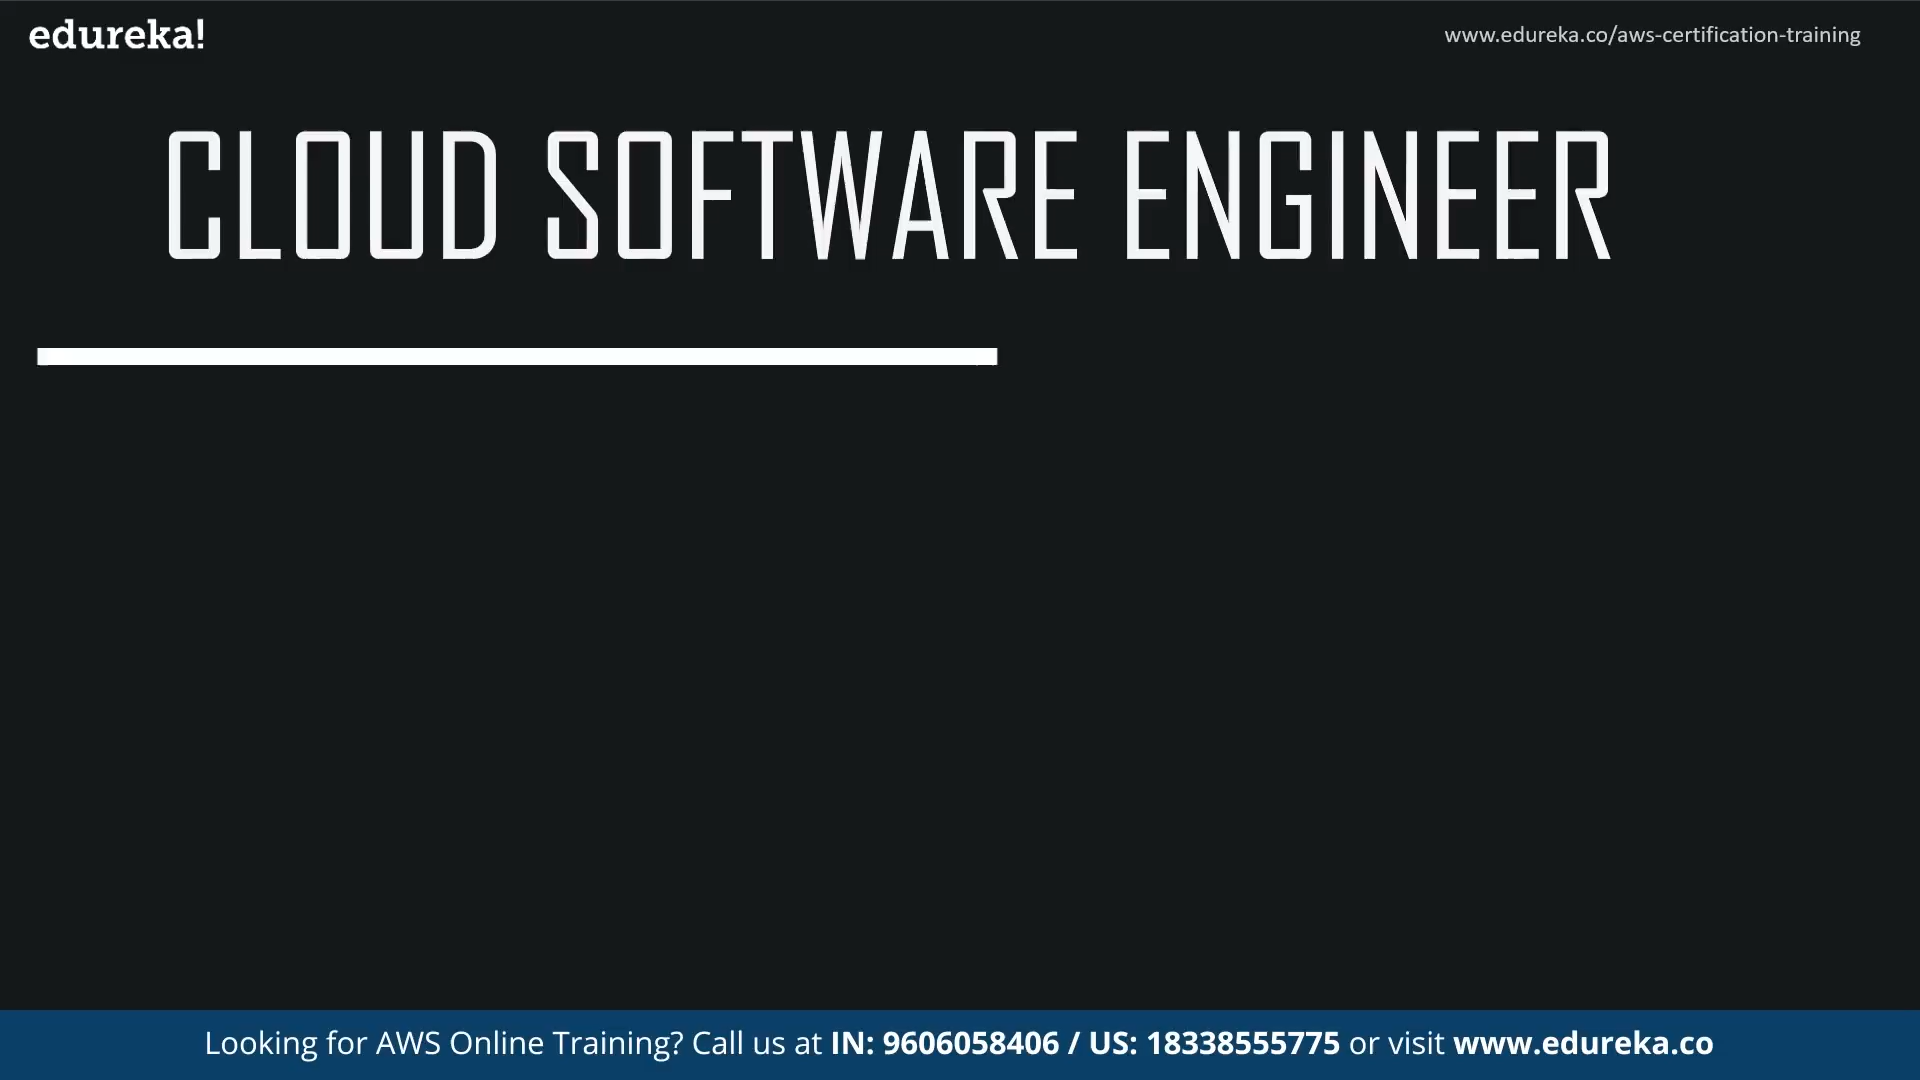 edureka!
www.edureka.co/aws-certification-training
CLOUD SOFTWARE ENGINEER
Looking for AWS Online Training? Call us at IN: 9606058406 / US: 18338555775 or visit www.edureka.co